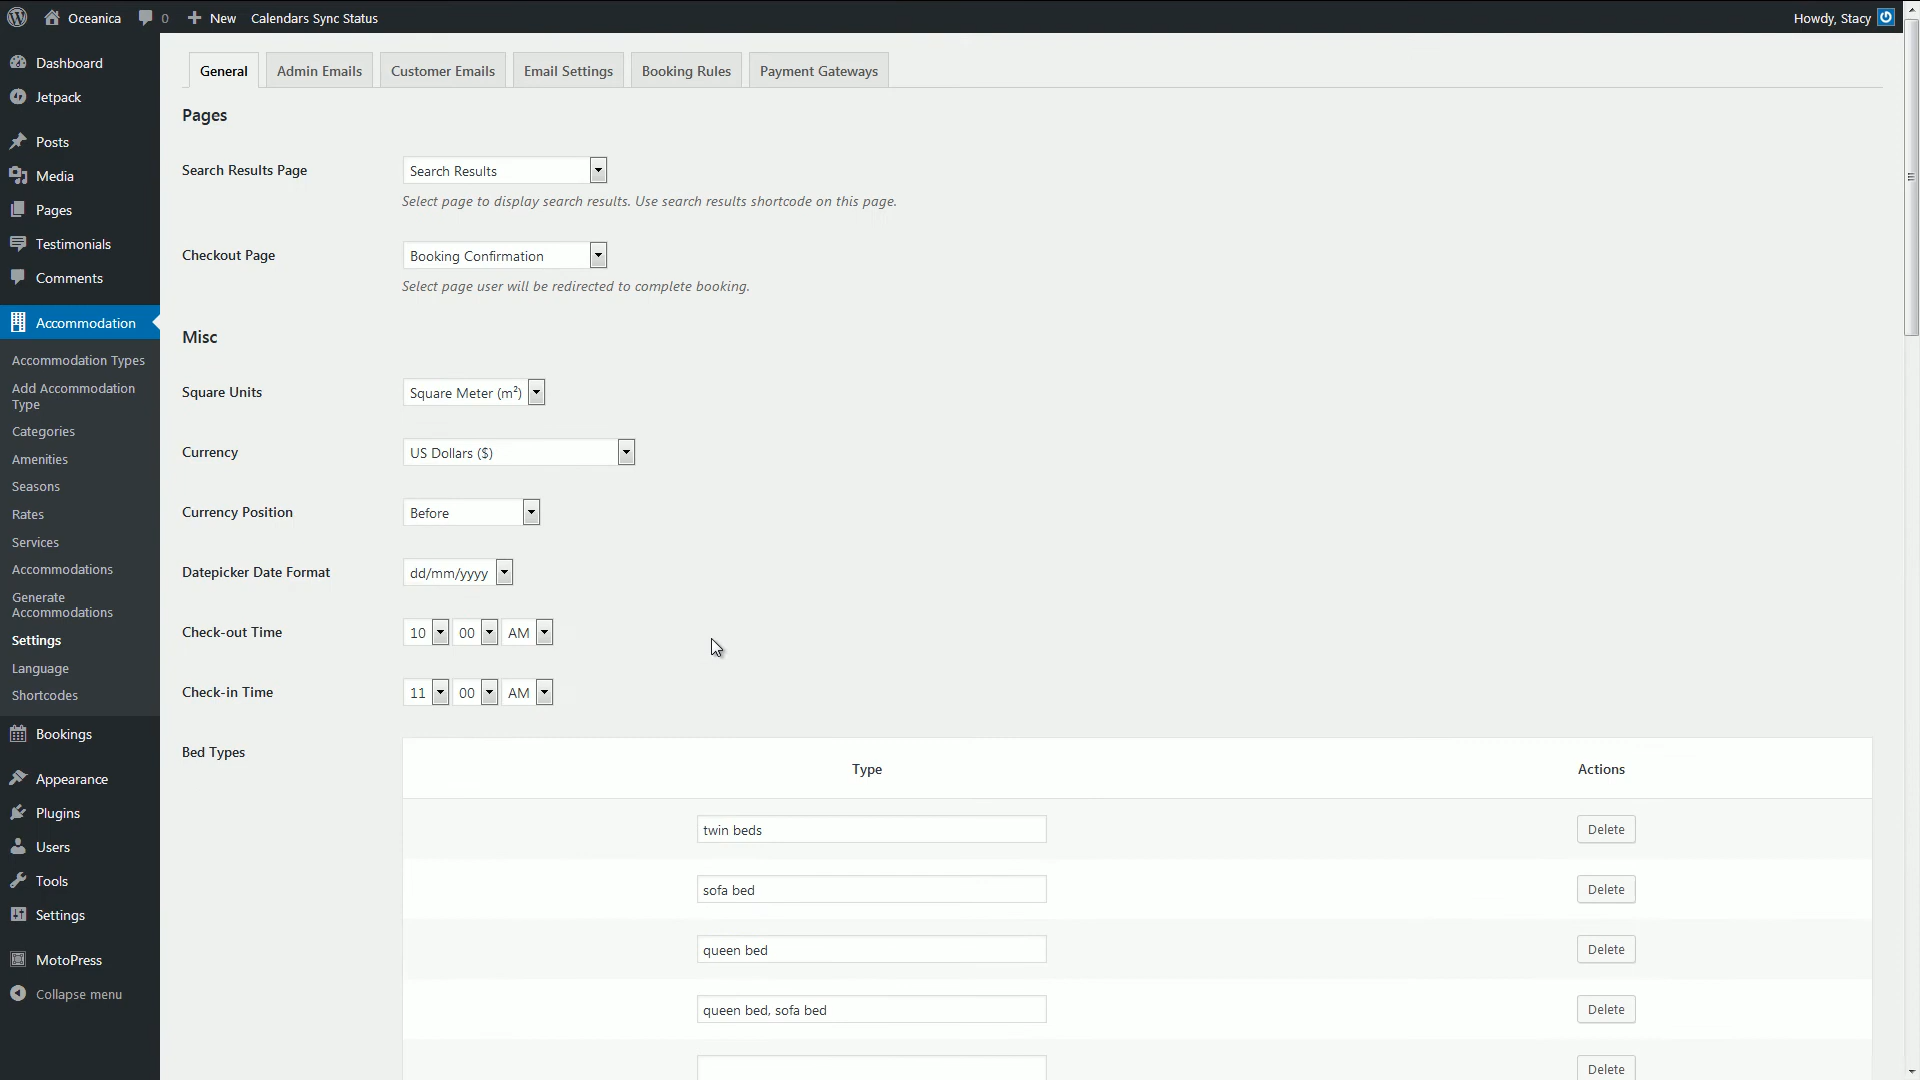 Oceanica
0
New
Calendars Sync Status
Howdy, Stacy
Dashboard
Jetpack
Posts
Media
Pages
Testimonials
Comments
Accommodation
Accommodation Types
Add Accommodation
Type
Categories
Amenities
Seasons
Rates
Services
Accommodations
Generate
Accommodations
Settings
Language
Shortcodes
Bookings
Appearance
Plugins
Users
Tools
Settings
MotoPress
Collapse menu
General
Admin Emails
Customer Emails
Email Settings
Booking Rules
Payment Gateways
Pages
Search Results Page
Search Results
Select page to display search results. Use search results shortcode on this page.
Checkout Page
Booking Confirmation
Select page user will be redirected to complete booking.
Misc
Square Units
Square Meter (m²)
Currency
US Dollars ($)
Currency Position
Before
Datepicker Date Format
dd/mm/yyyy
Check-out Time
10 00 AM
Check-in Time
11 00 AM
Bed Types
Type
Actions
twin beds
Delete
sofa bed
Delete
queen bed
Delete
queen bed, sofa bed
Delete
Delete